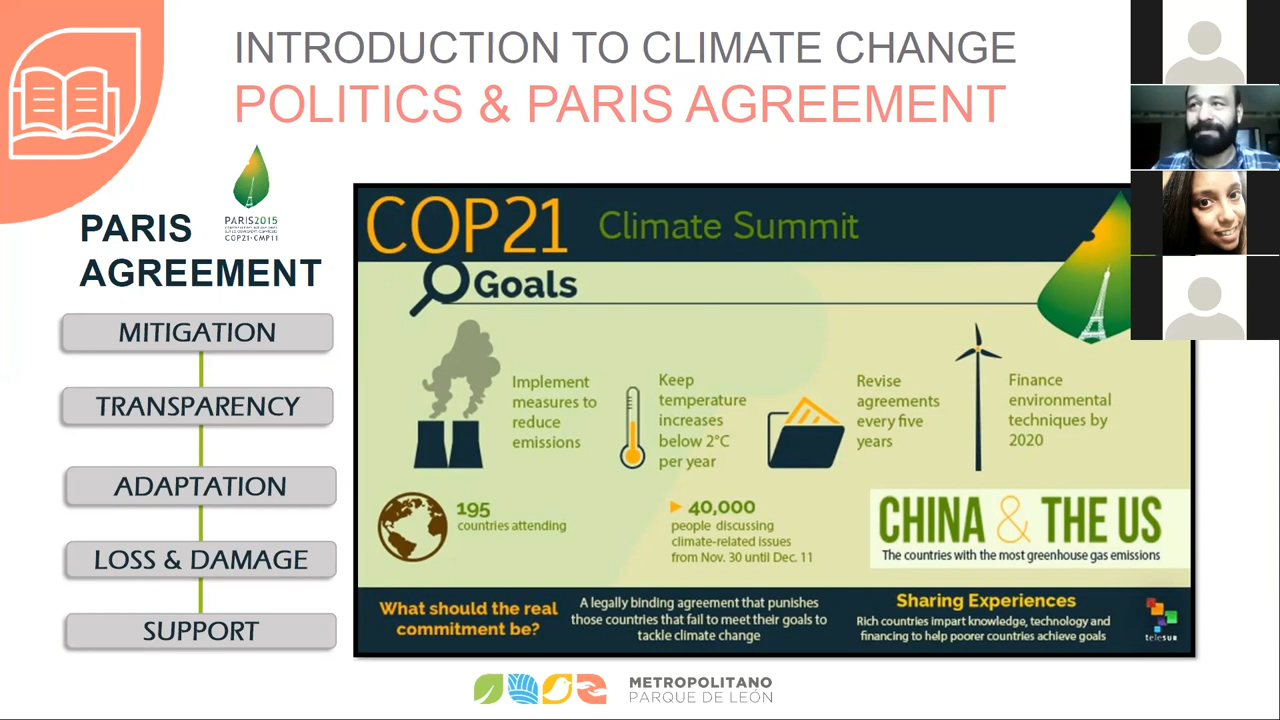 INTRODUCTION TO CLIMATE CHANGE
POLITICS & PARIS AGREEMENT
PARIS
AGREEMENT
PARIS2015
COP21·CMP11
MITIGATION
TRANSPARENCY
ADAPTATION
LOSS & DAMAGE
SUPPORT
COP21 Climate Summit
Goals
Implement
measures to
reduce
emissions
Keep
temperature
increases
below 2°C
per year
Revise
agreements
every five
years
Finance
environmental
techniques by
2020
195
countries attending
40,000
people discussing
climate-related issues
from Nov. 30 until Dec. 11
CHINA & THE US
The countries with the most greenhouse gas emissions
What should the real
commitment be?
A legally binding agreement that punishes
those countries that fail to meet their goals to
tackle climate change
Sharing Experiences
Rich countries impart knowledge, technology and
financing to help poorer countries achieve goals
teleSUR
METROPOLITANO
PARQUE DE LEÓN